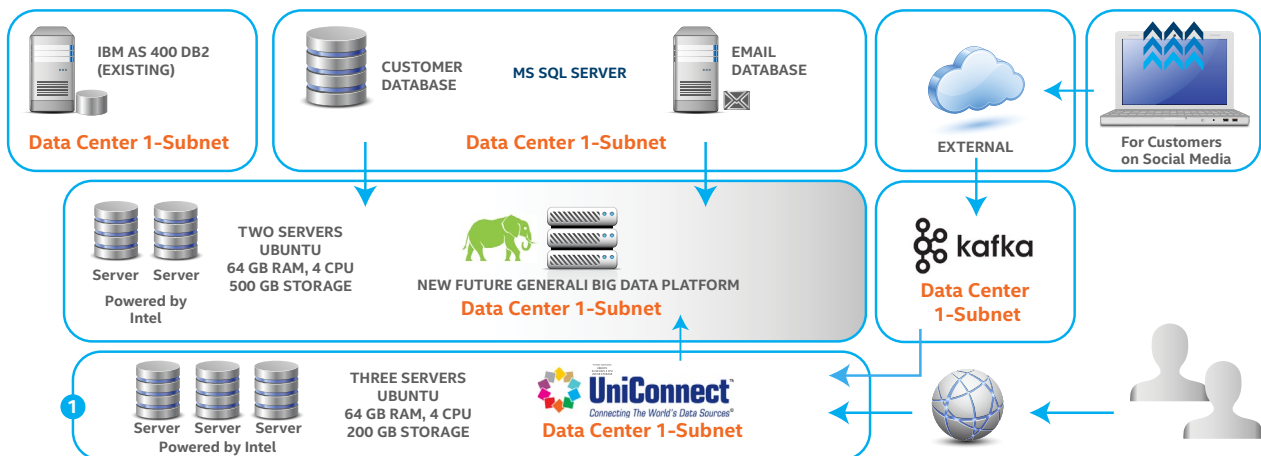 IBM AS 400 DB2
(EXISTING)
Data Center 1-Subnet
CUSTOMER
DATABASE
MS SQL SERVER
EMAIL
DATABASE
Data Center 1-Subnet
EXTERNAL
For Customers
on Social Media
Server
Server
Powered by
Intel
TWO SERVERS
UBUNTU
64 GB RAM, 4 CPU
500 GB STORAGE
NEW FUTURE GENERALI BIG DATA PLATFORM
Data Center 1-Subnet
kafka
Data Center
1-Subnet
1
Server
Server
Server
Powered by Intel
THREE SERVERS
UBUNTU
64 GB RAM, 4 CPU
200 GB STORAGE
UniConnect™
Connecting The World's Data Sources®
Data Center 1-Subnet